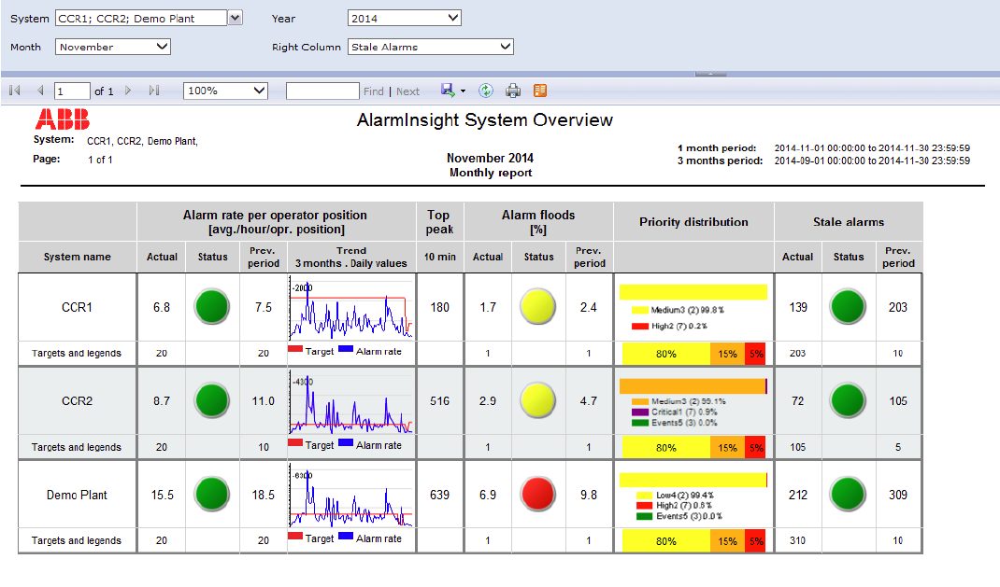 System CCR1; CCR2; Demo Plant Year 2014
Month November Right Column Stale Alarms
1 of 1 100% Find | Next
ABB
AlarmInsight System Overview
System: CCR1, CCR2, Demo Plant,
Page: 1 of 1
November 2014
Monthly report
1 month period: 2014-11-01 00:00:00 to 2014-11-30 23:59:59
3 months period: 2014-09-01 00:00:00 to 2014-11-30 23:59:59
Alarm rate per operator position
[avg./hour/opr. position]
Top
peak
Alarm floods
[%]
Priority distribution
Stale alarms
System name
Actual
Status
Prev.
period
Trend
3 months . Daily values
10 min
Actual
Status
Prev.
period
Actual
Status
Prev.
period
CCR1 6.8 7.5
-2000
Target Alarm rate
180 1.7 2.4
Medium3 (2) 99.8%
High2 (7) 0.2%
139 203
Targets and legends 20 20 1 1 80% 15% 5% 203 10
CCR2 8.7 11.0
-4300
Target Alarm rate
516 2.9 4.7
Medium3 (2) 99.1%
Critical1 (7) 0.9%
Events5 (3) 0.0%
72 105
Targets and legends 20 10 1 1 80% 15% 5% 105 5
Demo Plant 15.5 18.5
Target Alarm rate
639 6.9 9.8
Low4 (2) 99.4%
High2 (7) 0.6%
Events5 (3) 0.0%
212 309
Targets and legends 20 20 1 1 80% 15% 5% 310 10